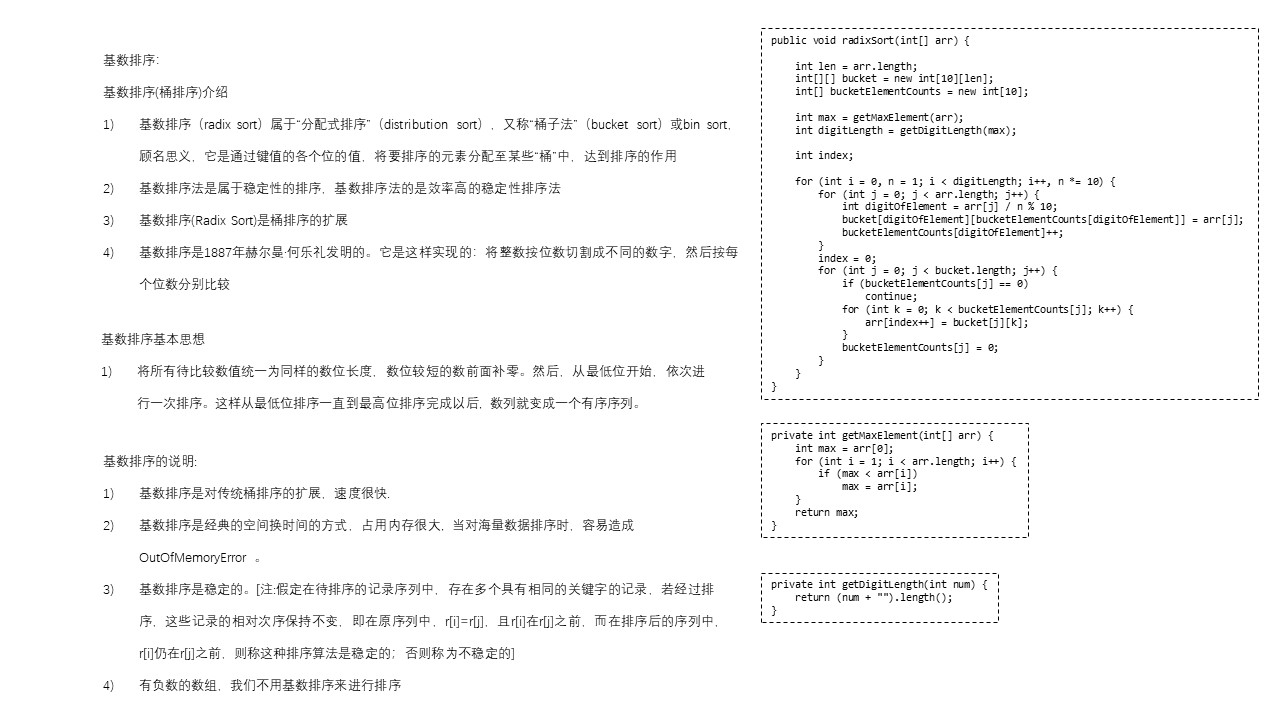 基数排序:
基数排序(桶排序)介绍
1) 基数排序（radix sort）属于“分配式排序”（distribution sort），又称“桶子法”（bucket sort）或bin sort，
顾名思义，它是通过键值的各个位的值，将要排序的元素分配至某些“桶”中，达到排序的作用
2) 基数排序法是属于稳定性的排序，基数排序法的是效率高的稳定性排序法
3) 基数排序(Radix Sort)是桶排序的扩展
4) 基数排序是1887年赫尔曼·何乐礼发明的。它是这样实现的：将整数按位数切割成不同的数字，然后按每
个位数分别比较
基数排序基本思想
1) 将所有待比较数值统一为同样的数位长度，数位较短的数前面补零。然后，从最低位开始，依次进
行一次排序。这样从最低位排序一直到最高位排序完成以后, 数列就变成一个有序序列。
基数排序的说明:
1) 基数排序是对传统桶排序的扩展，速度很快.
2) 基数排序是经典的空间换时间的方式，占用内存很大, 当对海量数据排序时，容易造成
OutOfMemoryError 。
3) 基数排序是稳定的。[注:假定在待排序的记录序列中，存在多个具有相同的关键字的记录，若经过排
序，这些记录的相对次序保持不变，即在原序列中，r[i]=r[j]，且r[i]在r[j]之前，而在排序后的序列中，
r[i]仍在r[j]之前，则称这种排序算法是稳定的；否则称为不稳定的]
4) 有负数的数组，我们不用基数排序来进行排序
public void radixSort(int[] arr) {
int len = arr.length;
int[][] bucket = new int[10][len];
int[] bucketElementCounts = new int[10];
int max = getMaxElement(arr);
int digitLength = getDigitLength(max);
int index;
for (int i = 0, n = 1; i < digitLength; i++, n *= 10) {
for (int j = 0; j < arr.length; j++) {
int digitOfElement = arr[j] / n % 10;
bucket[digitOfElement][bucketElementCounts[digitOfElement]] = arr[j];
bucketElementCounts[digitOfElement]++;
}
index = 0;
for (int j = 0; j < bucket.length; j++) {
if (bucketElementCounts[j] == 0)
continue;
for (int k = 0; k < bucketElementCounts[j]; k++) {
arr[index++] = bucket[j][k];
}
bucketElementCounts[j] = 0;
}
}
}
private int getMaxElement(int[] arr) {
int max = arr[0];
for (int i = 1; i < arr.length; i++) {
if (max < arr[i])
max = arr[i];
}
return max;
}
private int getDigitLength(int num) {
return (num + "").length();
}